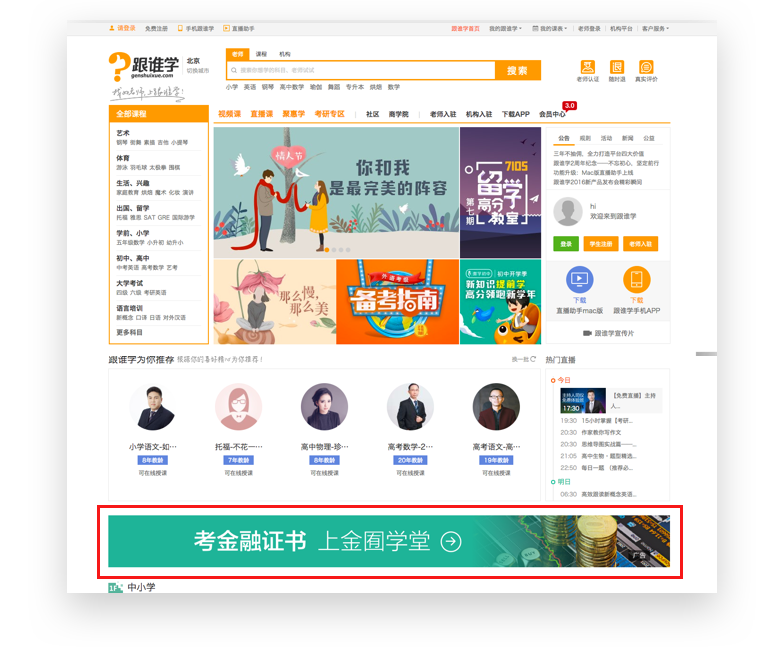 请登录 免费注册 手机跟谁学 直播助手
跟谁学首页 我的跟谁学 我的课表 老师登录 机构平台 客户服务
跟谁学
genshuixue.com
北京
切换城市
老师 课程 机构
搜索
小学 英语 钢琴 高中数学 瑜伽 舞蹈 专升本 烘焙 数学
老师认证 随时退 真实评价
全部课程
视频课 直播课 聚惠学 考研专区 社区 商学院 老师入驻 机构入驻 下载APP 会员中心
3.0
艺术
钢琴 街舞 素描 吉他 小提琴
体育
游泳 羽毛球 太极拳 围棋
生活、兴趣
家庭教育 烘焙 魔术 化妆 演讲
出国、留学
托福 雅思 SAT GRE 国际游学
学前、小学
五年级数学 小升初 幼升小
初中、高中
中考英语 高考数学 艺考
大学考试
四级 六级 考研英语
语言培训
新概念 口译 日语 对外汉语
更多科目
情人节
你和我
是最完美的阵容
7105
留学
高分
教室
第七期
公告 观影 活动 新闻 公益
三年不抽佣，全力打造平台四大价值
跟谁学2周年纪念——不忘初心，坚定前行
功能升级：Mac版直播助手上线
跟谁学2016新产品发布会精彩瞬间
hi
欢迎来到跟谁学
登录 学生注册 老师入驻
下载
直播助手mac版
下载
跟谁学手机APP
跟谁学宣传片
那么慢，
那么美
备考指南
初中开学季
新知识提前学
高分领跑新学年
跟谁学为你推荐 根据你的喜好精心为你推荐！
换一批
小学语文-如…
8年教龄
可在线授课
托福-不花一…
7年教龄
可在线授课
高中物理-珍…
8年教龄
可在线授课
高考数学-2…
20年教龄
可在线授课
高考语文-高…
19年教龄
可在线授课
热门直播
今日
17:30
【免费直播】主持人...
19:30 15小时掌握【考研...
20:30 作家教你写作文
20:30 思维导图实战篇——...
21:05 高中生物·题型精选...
22:50 每日一题 （推荐必...
明日
06:30 高效跟读新概念英语...
考金融证书 上金囿学堂
广告
中小学